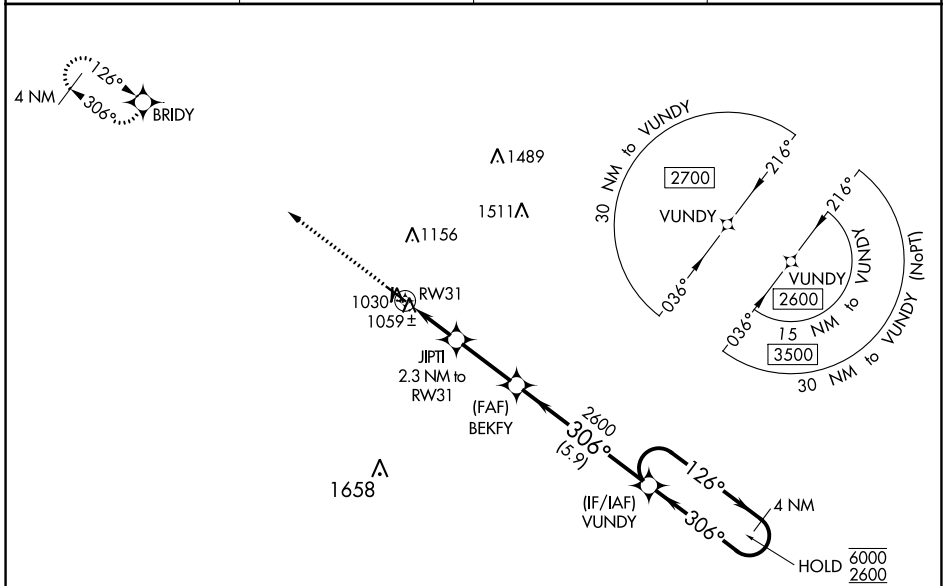 126°
4 NM
306°
BRIDY
1489
1511
1156
1030
RW31
1059±
JIPTI
2.3 NM to
RW31
(FAF)
BEKFY
2600
306°
(5.9)
1658
(IF/IAF)
VUNDY
126°
306°
4 NM
HOLD
6000
2600
30 NM to VUNDY
2700
216°
VUNDY
036°
216°
VUNDY
2600
036°
15 NM to VUNDY
3500
30 NM to VUNDY (NoPT)